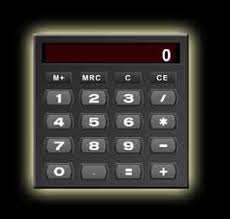 0
M+ MRC C CE
1 2 3 /
4 5 6 *
7 8 9 -
0 . = +